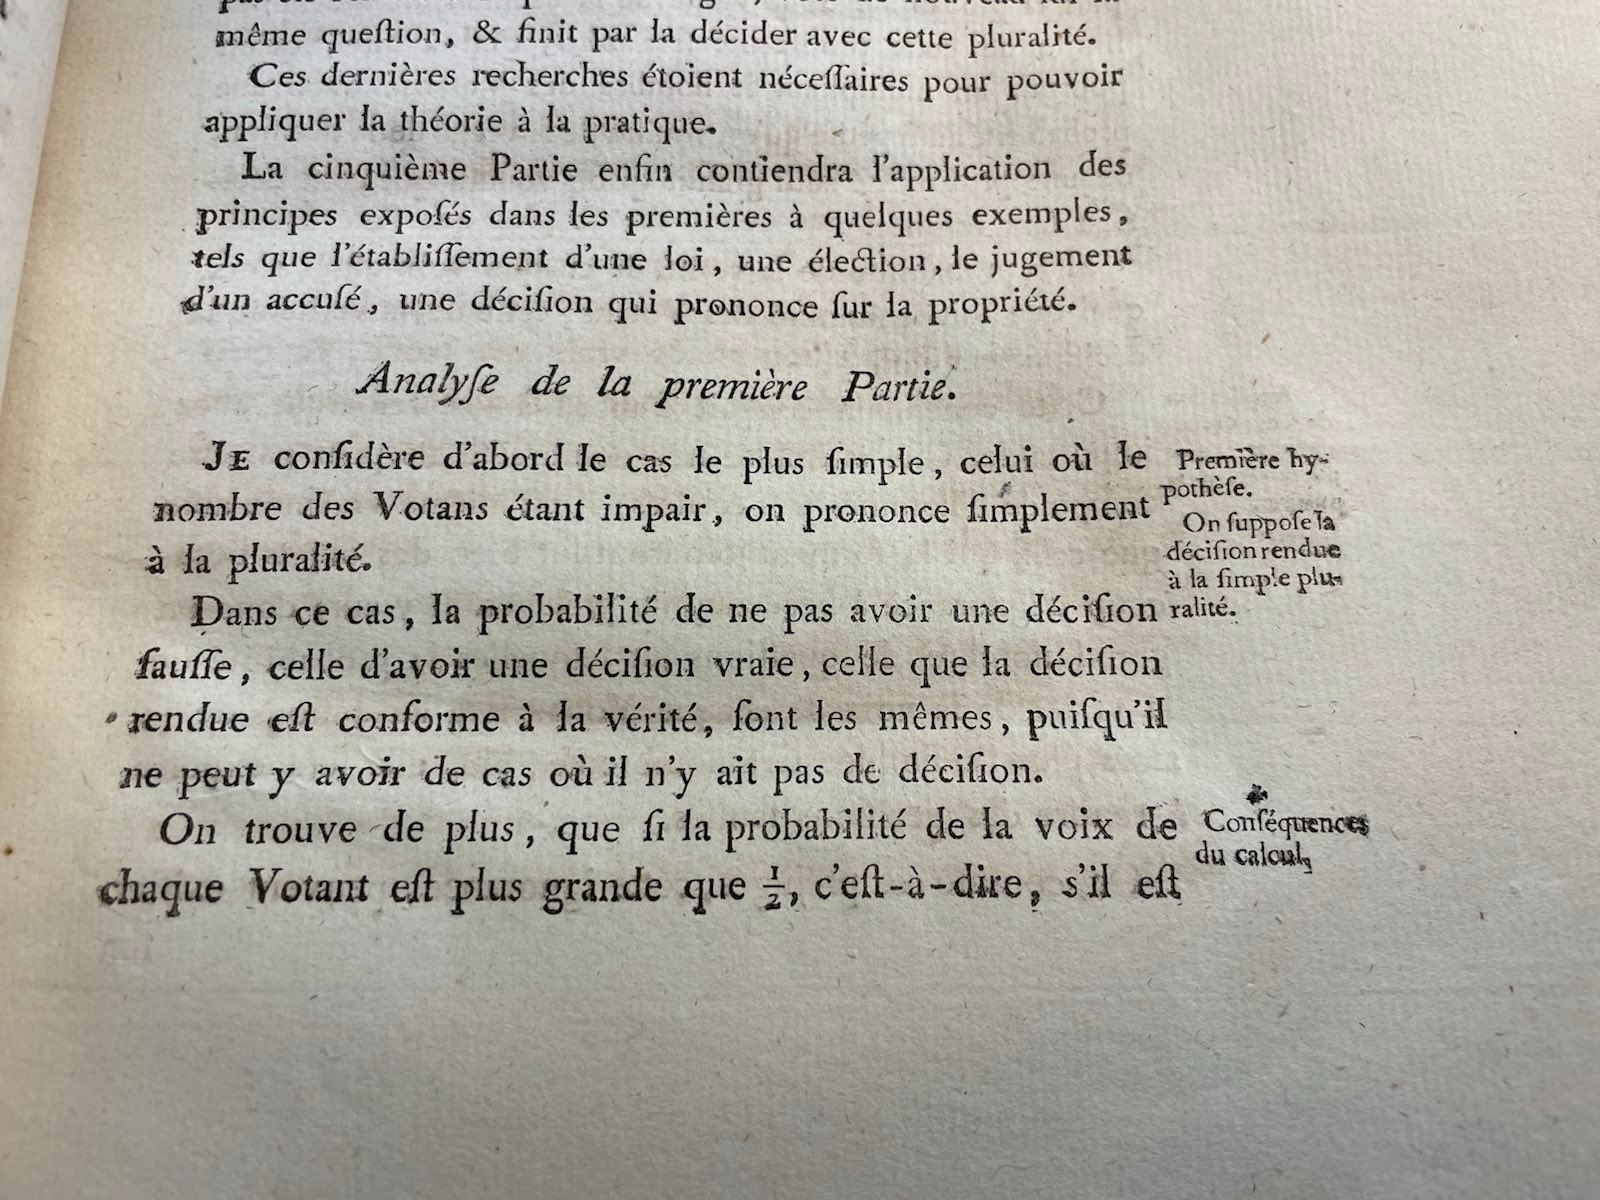 même queſtion, & finit par la décider avec cette pluralité.
Ces dernières recherches étoient néceſſaires pour pouvoir
appliquer la théorie à la pratique.
La cinquième Partie enfin contiendra l'application des
principes expoſés dans les premières à quelques exemples,
tels que l'établiſſement d'une loi, une élection, le jugement
d'un accuſé, une déciſion qui prononce ſur la propriété.
Analyſe de la première Partie.
JE conſidère d'abord le cas le plus ſimple, celui où le
nombre des Votans étant impair, on prononce ſimplement
à la pluralité.
Première hy-
pothèſe.
On ſuppoſe la
déciſion rendue
à la ſimple plu-
ralité.
Dans ce cas, la probabilité de ne pas avoir une déciſion
fauſſe, celle d'avoir une déciſion vraie, celle que la déciſion
rendue eſt conforme à la vérité, ſont les mêmes, puiſqu'il
ne peut y avoir de cas où il n'y ait pas de déciſion.
On trouve de plus, que ſi la probabilité de la voix de
chaque Votant eſt plus grande que ½, c'eſt-à-dire, s'il eſt
Conſéquences
du calcul,